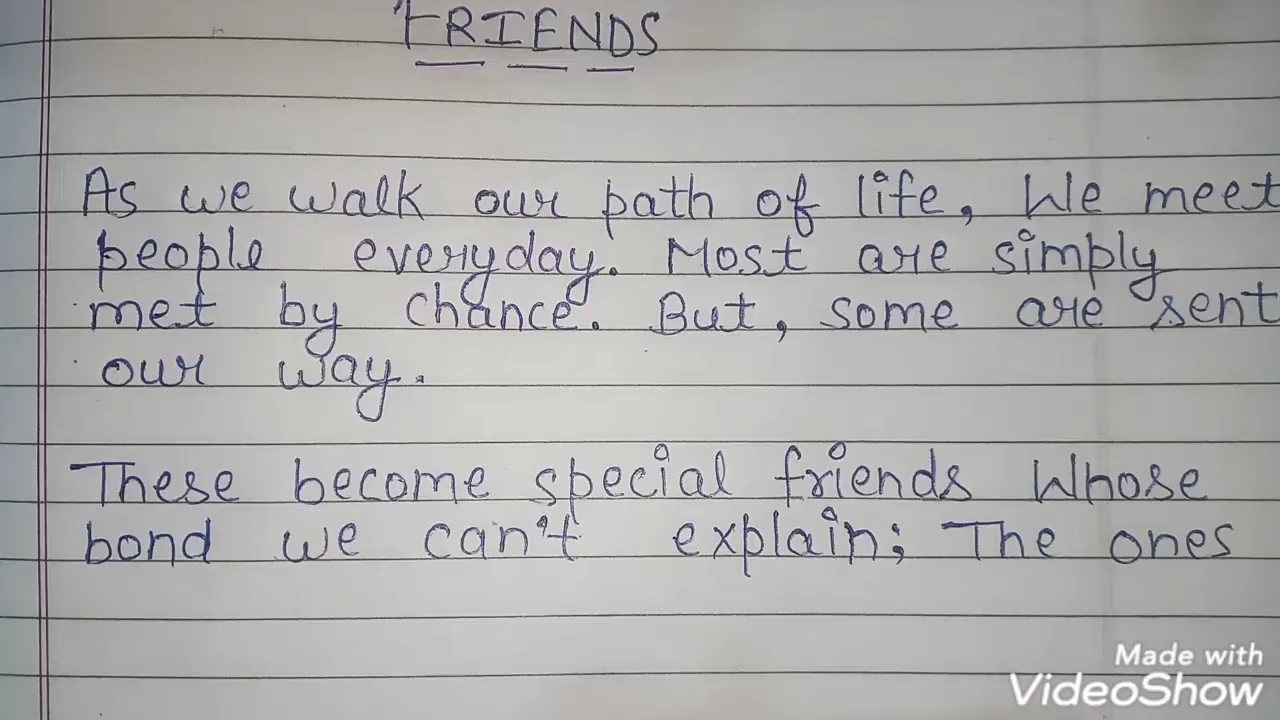 FRIENDS
As we walk our path of life, We meet
people everyday. Most are simply
met by chance. But, some are sent
our way.
These become special friends Whose
bond we can't explain; The ones
Made with
VideoShow